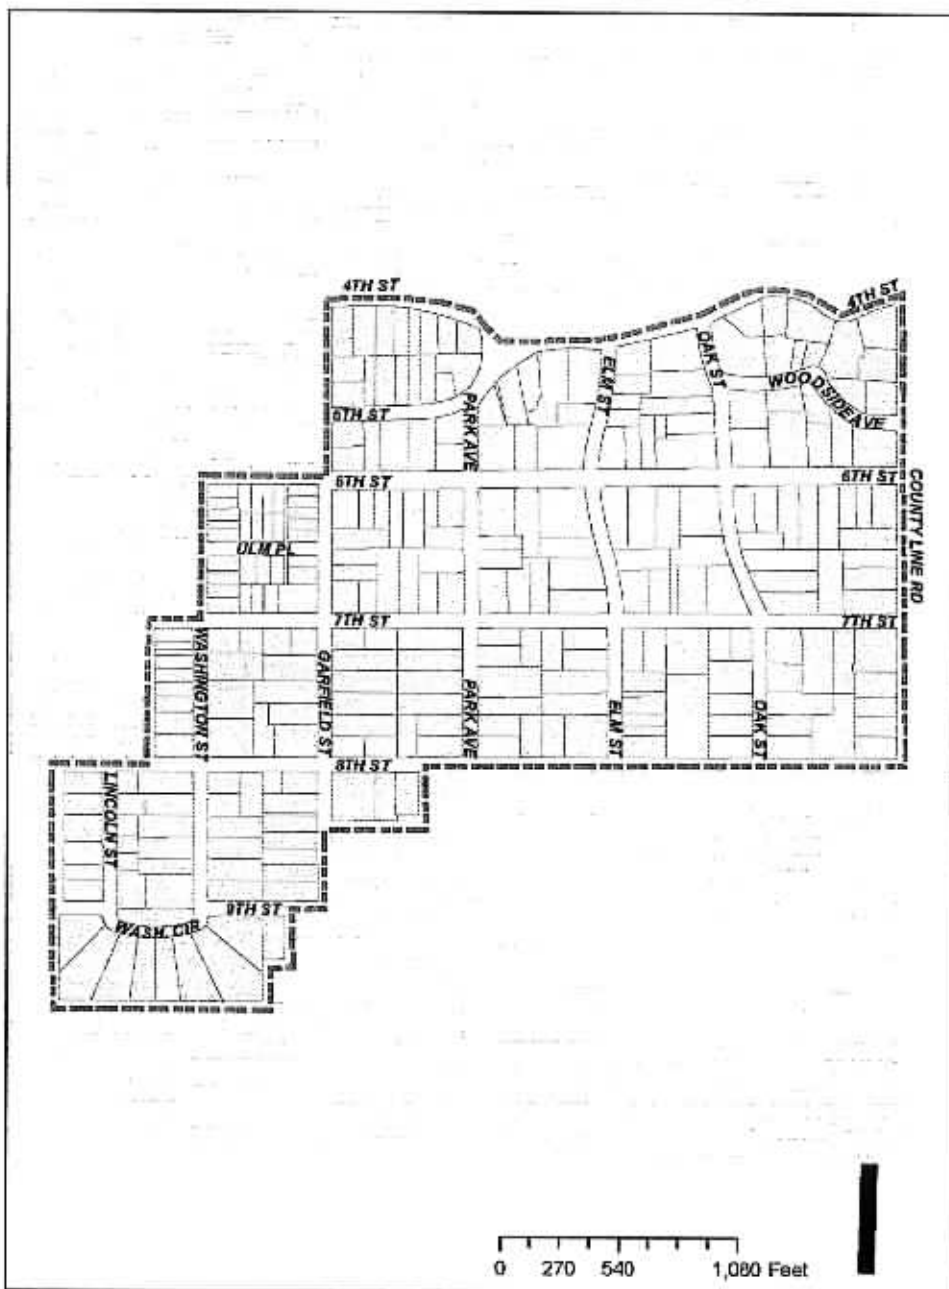 4TH ST
4TH ST
OAK ST
ELM ST
WOODSIDE AVE
PARK AVE
5TH ST
6TH ST
6TH ST
COUNTY LINE RD
ULM PL
7TH ST
7TH ST
WASHINGTON ST
GARFIELD ST
PARK AVE
ELM ST
OAK ST
8TH ST
LINCOLN ST
9TH ST
WASH. CIR
0 270 540 1,080 Feet